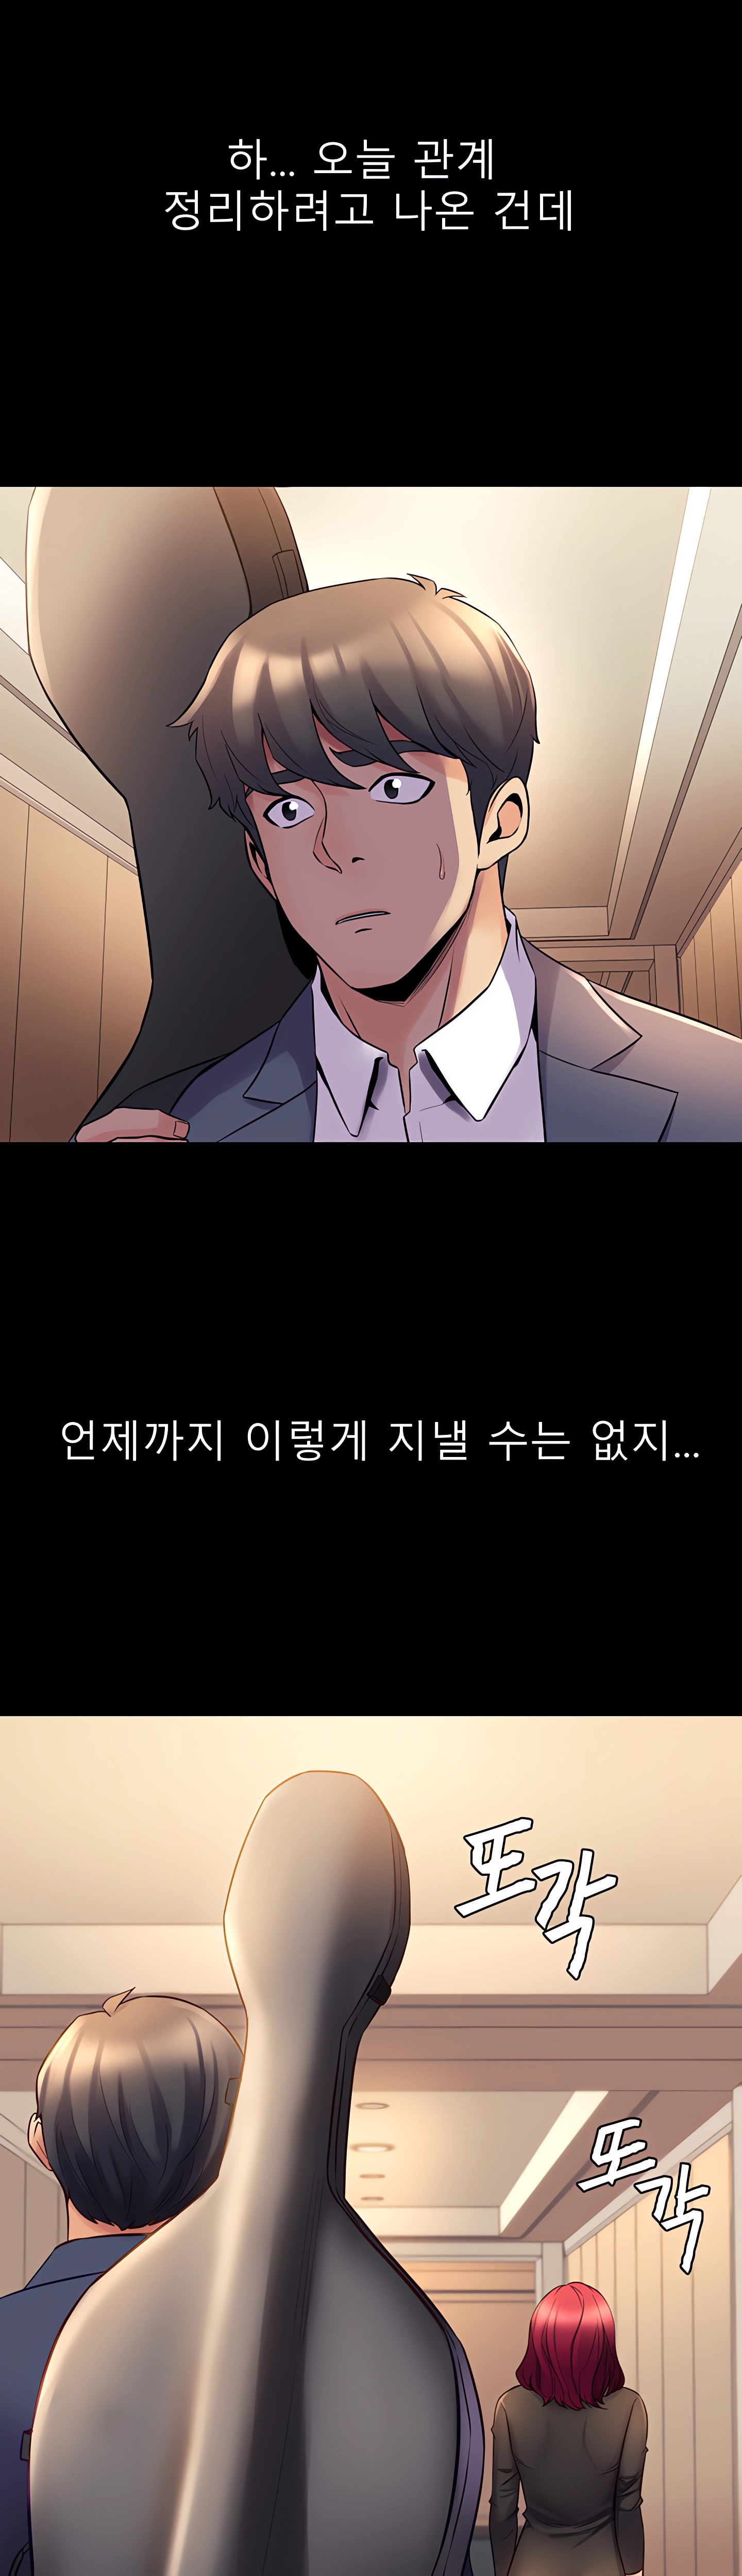 하... 오늘 관계
정리하려고 나온 건데
언제까지 이렇게 지낼 수는 없지...
또각
또각